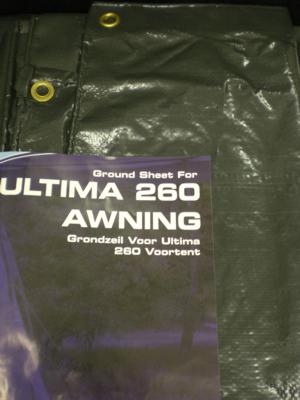 Ground Sheet For
ULTIMA 260
AWNING
Grondzeil Voor Ultima
260 Voortent